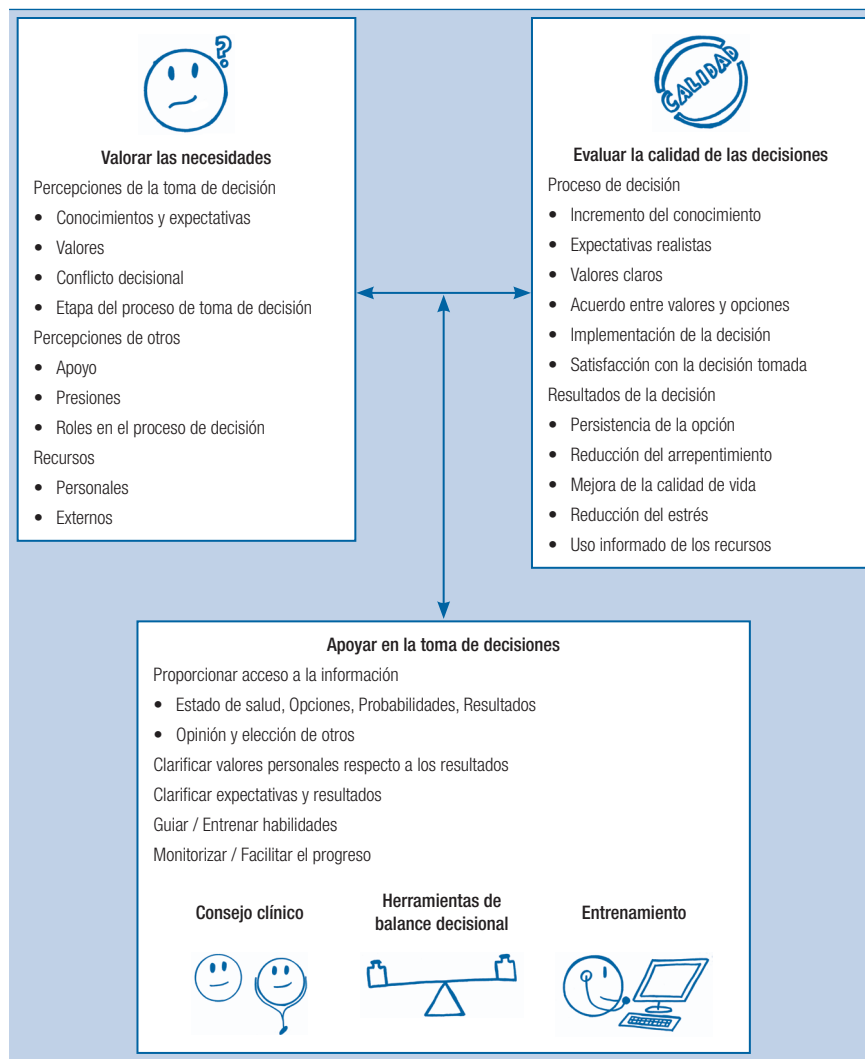 ?
Valorar las necesidades
Percepciones de la toma de decisión
• Conocimientos y expectativas
• Valores
• Conflicto decisional
• Etapa del proceso de toma de decisión
Percepciones de otros
• Apoyo
• Presiones
• Roles en el proceso de decisión
Recursos
• Personales
• Externos
CALIDAD
Evaluar la calidad de las decisiones
Proceso de decisión
• Incremento del conocimiento
• Expectativas realistas
• Valores claros
• Acuerdo entre valores y opciones
• Implementación de la decisión
• Satisfacción con la decisión tomada
Resultados de la decisión
• Persistencia de la opción
• Reducción del arrepentimiento
• Mejora de la calidad de vida
• Reducción del estrés
• Uso informado de los recursos
Apoyar en la toma de decisiones
Proporcionar acceso a la información
• Estado de salud, Opciones, Probabilidades, Resultados
• Opinión y elección de otros
Clarificar valores personales respecto a los resultados
Clarificar expectativas y resultados
Guiar / Entrenar habilidades
Monitorizar / Facilitar el progreso
Consejo clínico
Herramientas de
balance decisional
Entrenamiento